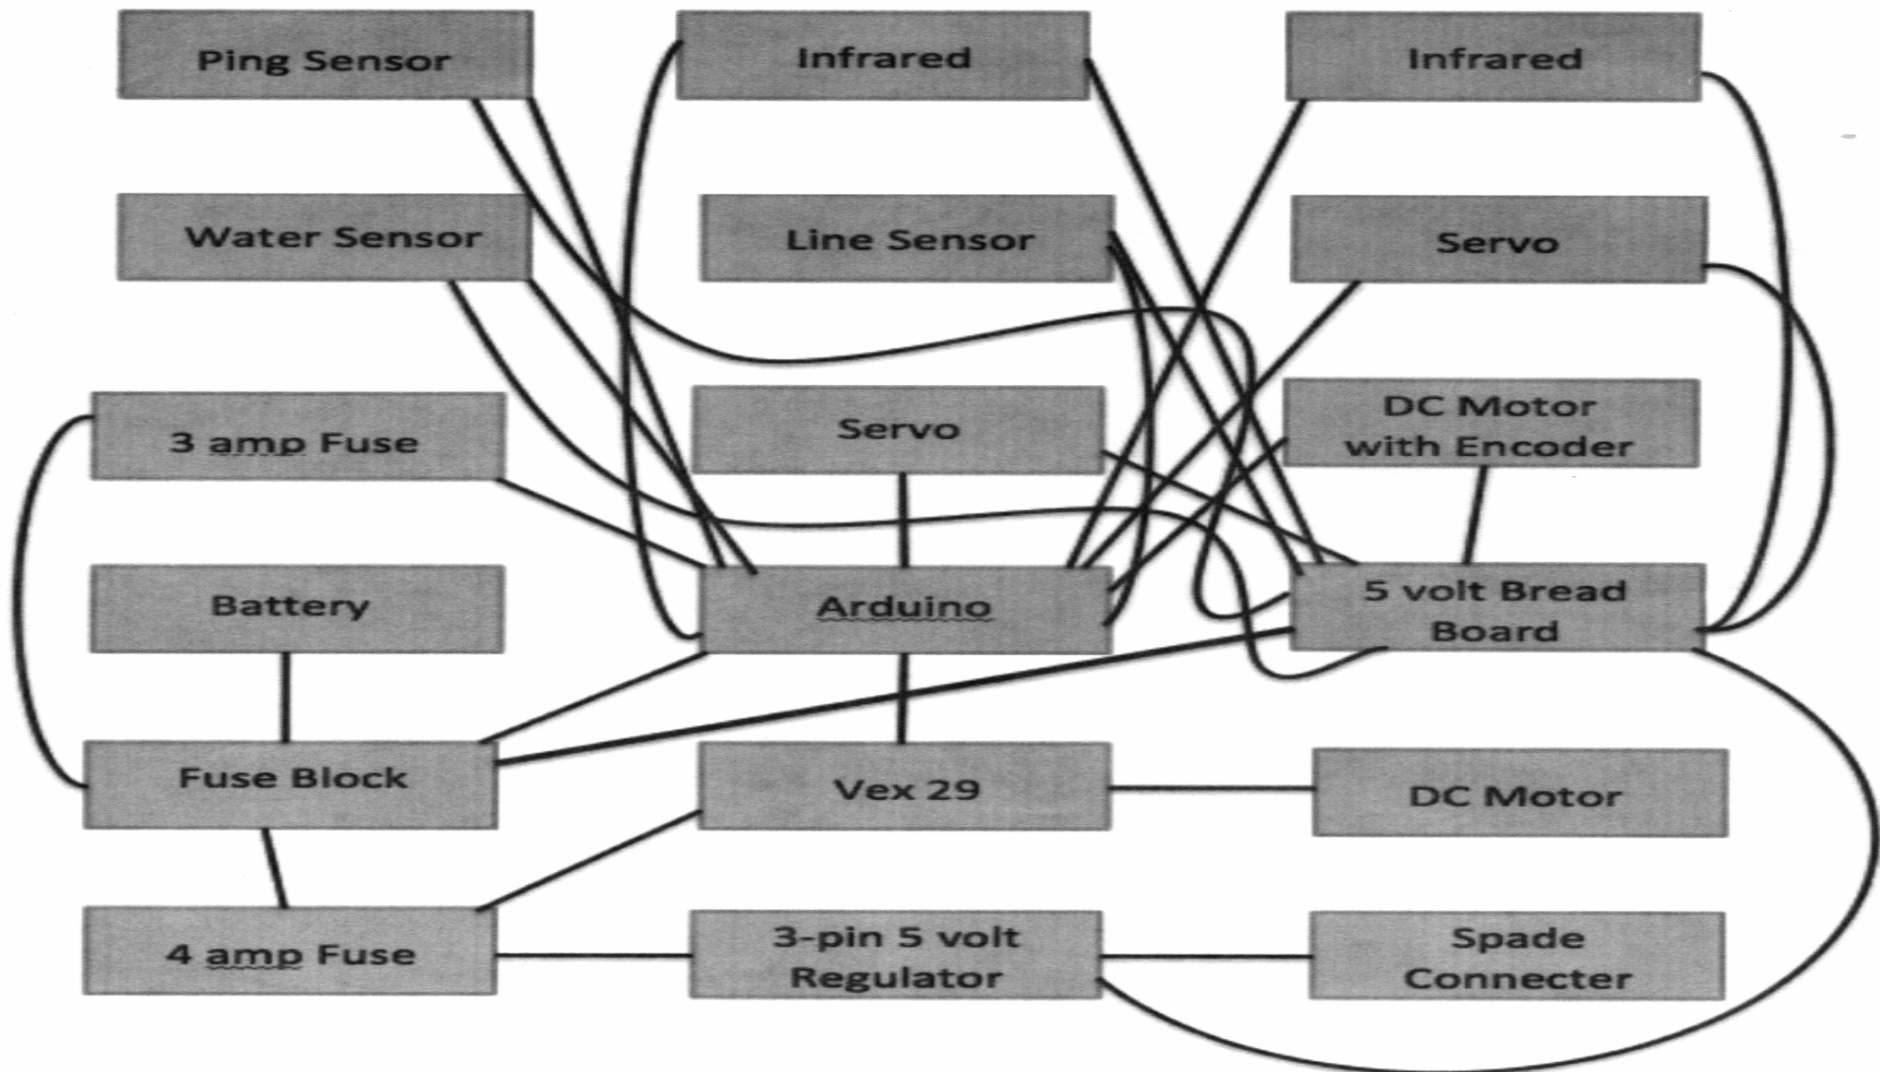 Ping Sensor
Infrared
Infrared
Water Sensor
Line Sensor
Servo
3 amp Fuse
Servo
DC Motor
with Encoder
Battery
Arduino
5 volt Bread
Board
Fuse Block
Vex 29
DC Motor
4 amp Fuse
3-pin 5 volt
Regulator
Spade
Connecter